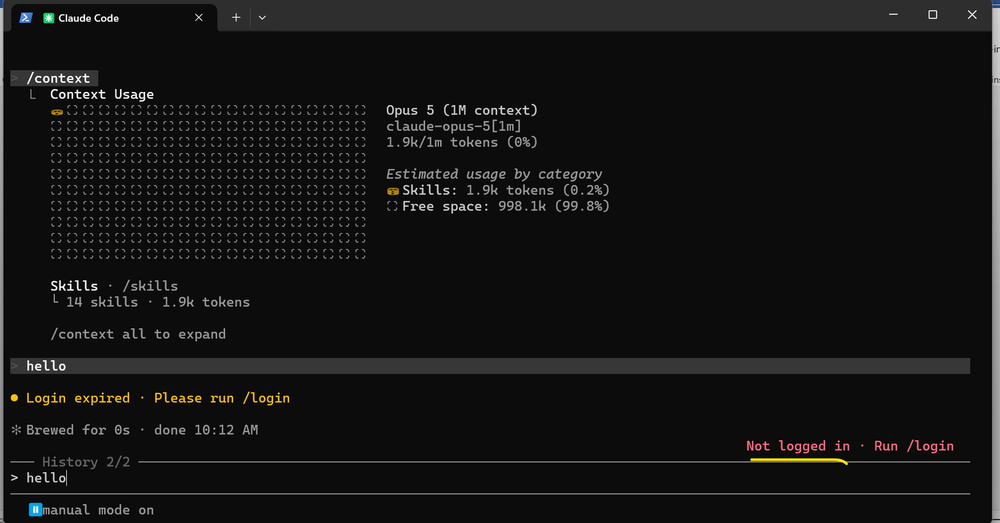 Claude Code
> /context
└ Context Usage
Opus 5 (1M context)
claude-opus-5[1m]
1.9k/1m tokens (0%)
Estimated usage by category
Skills: 1.9k tokens (0.2%)
Free space: 998.1k (99.8%)
Skills · /skills
└ 14 skills · 1.9k tokens
/context all to expand
> hello
● Login expired · Please run /login
✻ Brewed for 0s · done 10:12 AM
Not logged in · Run /login
History 2/2
> hello
manual mode on